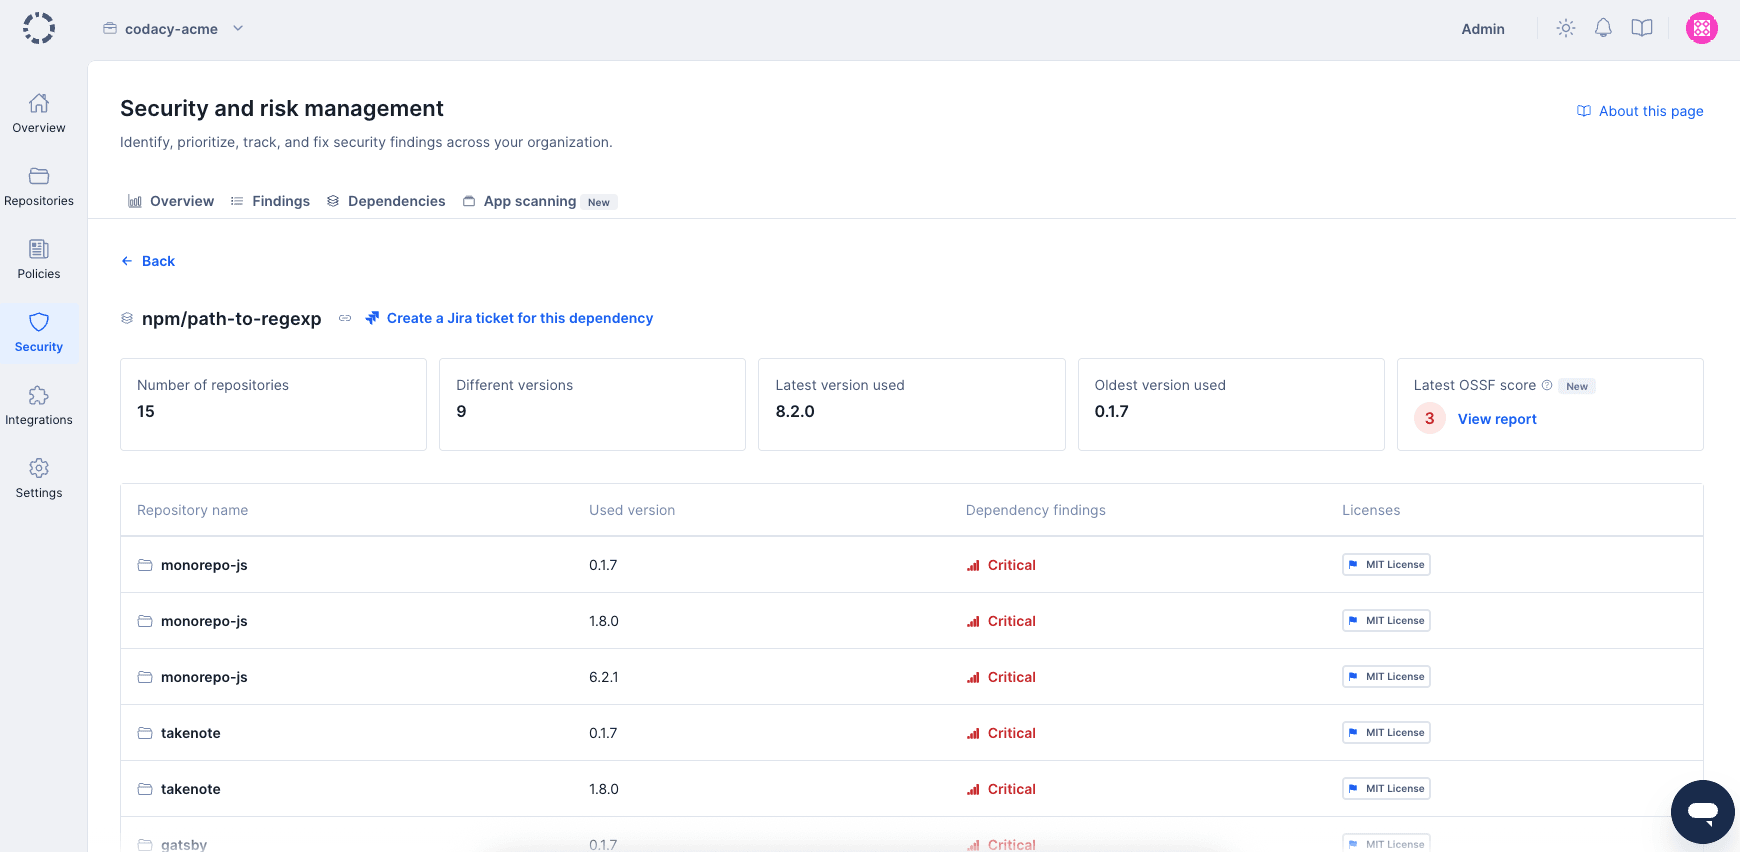 codacy-acme
Admin
Overview
Repositories
Policies
Security
Integrations
Settings
Security and risk management
About this page
Identify, prioritize, track, and fix security findings across your organization.
Overview Findings Dependencies App scanning New
Back
npm/path-to-regexp Create a Jira ticket for this dependency
Number of repositories
15
Different versions
9
Latest version used
8.2.0
Oldest version used
0.1.7
Latest OSSF score New
3 View report
Repository name Used version Dependency findings Licenses
monorepo-js 0.1.7 Critical MIT License
monorepo-js 1.8.0 Critical MIT License
monorepo-js 6.2.1 Critical MIT License
takenote 0.1.7 Critical MIT License
takenote 1.8.0 Critical MIT License
gatsby 0.1.7 Critical MIT License